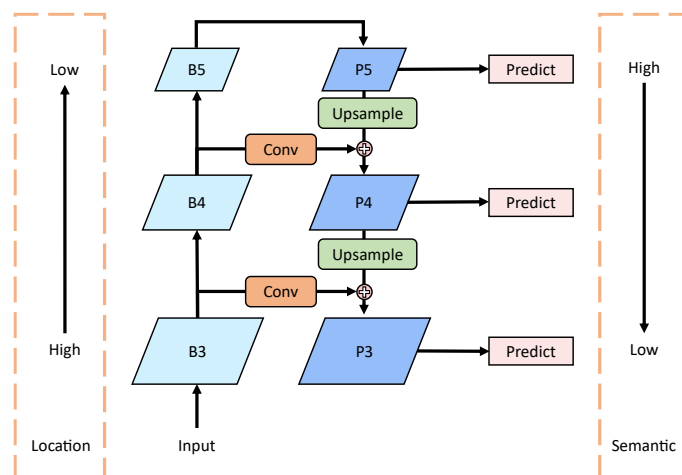 Low
B5
P5
Predict
High
Upsample
Conv
B4
P4
Predict
Upsample
Conv
High
B3
P3
Predict
Low
Location
Input
Semantic